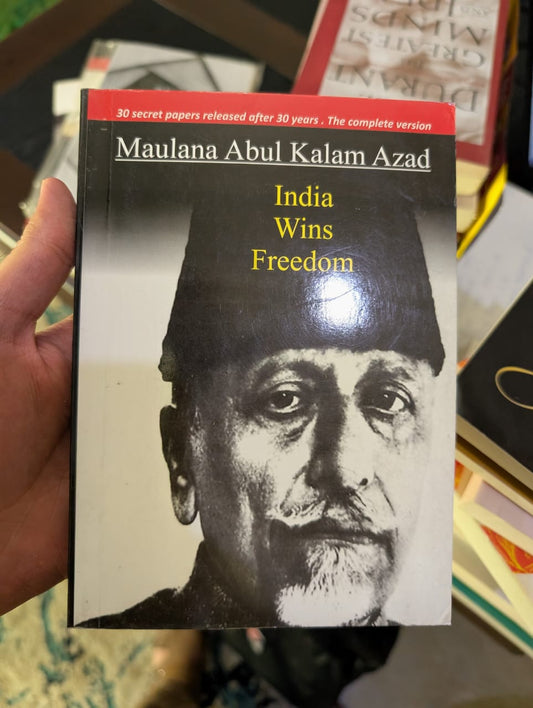 30 secret papers released after 30 years . The complete version
Maulana Abul Kalam Azad
India
Wins
Freedom
DURANT
GREATEST
MINDS
AND